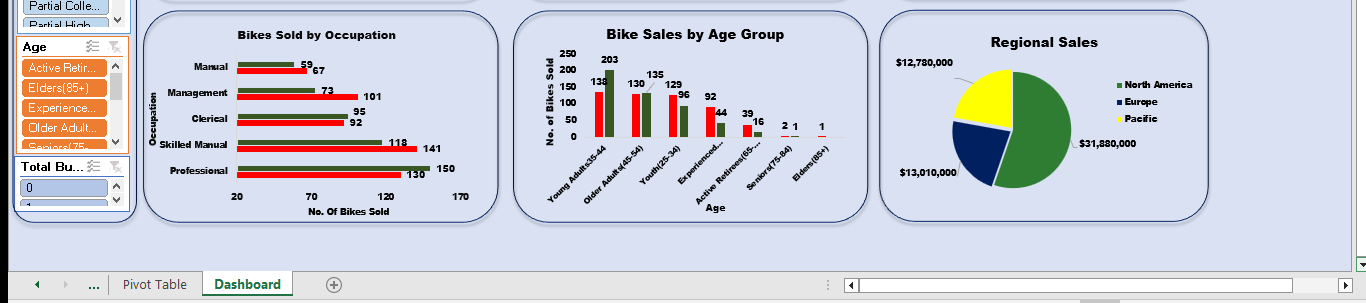 Partial Colle...
Partial High
Age
Active Retir...
Elders(85+)
Experience...
Older Adult...
Seniors(75-
Total Bu...
0
Bikes Sold by Occupation
Occupation
Manual
59
67
Management
73
101
Clerical
95
92
Skilled Manual
118
141
Professional
150
130
20
70
120
170
No. Of Bikes Sold
Bike Sales by Age Group
No. of Bikes Sold
250
200
150
100
50
0
138
203
130
135
129
96
92
44
39
16
2
1
1
Young Adults35-44
Older Adults(45-54)
Youth(25-34)
Experienced...
Active Retirees(65-...
Seniors(75-84)
Elders(85+)
Age
Regional Sales
$12,780,000
$13,010,000
$31,880,000
North America
Europe
Pacific
...
Pivot Table
Dashboard